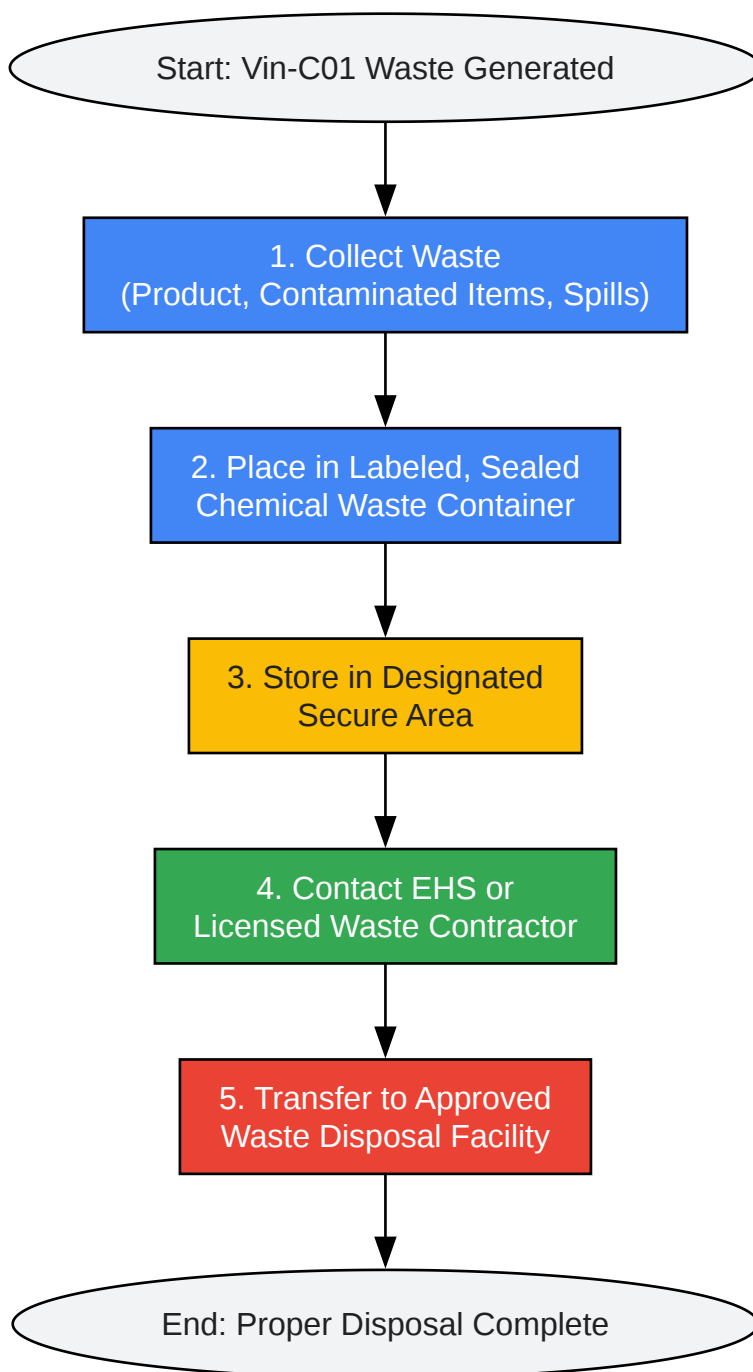 Start: Vin-C01 Waste Generated
1. Collect Waste
(Product, Contaminated Items, Spills)
2. Place in Labeled, Sealed
Chemical Waste Container
3. Store in Designated
Secure Area
4. Contact EHS or
Licensed Waste Contractor
5. Transfer to Approved
Waste Disposal Facility
End: Proper Disposal Complete